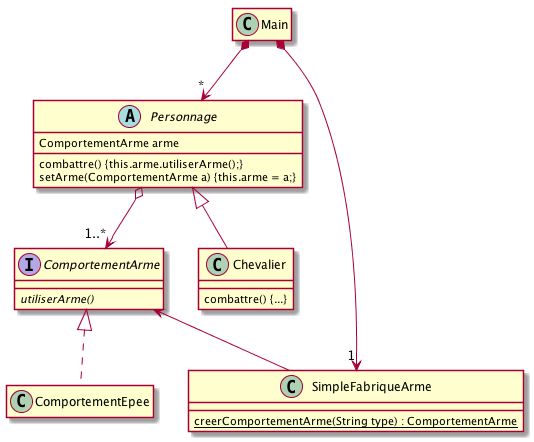 C Main
*
A Personnage
ComportementArme arme
combattre() {this.arme.utiliserArme();}
setArme(ComportementArme a) {this.arme = a;}
1..*
I ComportementArme
utiliserArme()
C Chevalier
combattre() {...}
1
C ComportementEpee
C SimpleFabriqueArme
creerComportementArme(String type) : ComportementArme